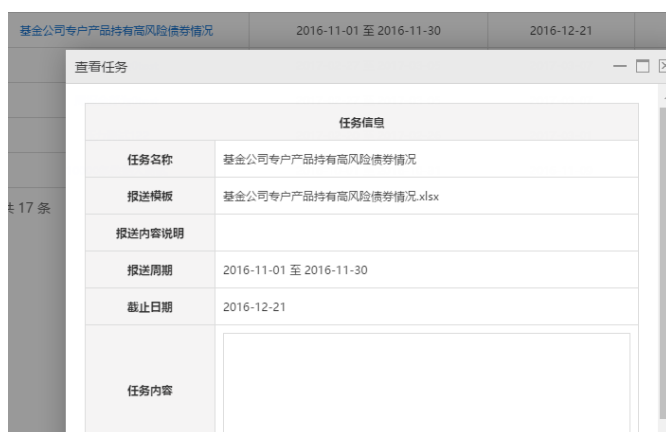 基金公司专户产品持有高风险债券情况 2016-11-01 至 2016-11-30 2016-12-21
查看任务
任务信息
任务名称 基金公司专户产品持有高风险债券情况
报送模板 基金公司专户产品持有高风险债券情况.xlsx
共 17 条
报送内容说明
报送周期 2016-11-01 至 2016-11-30
截止日期 2016-12-21
任务内容